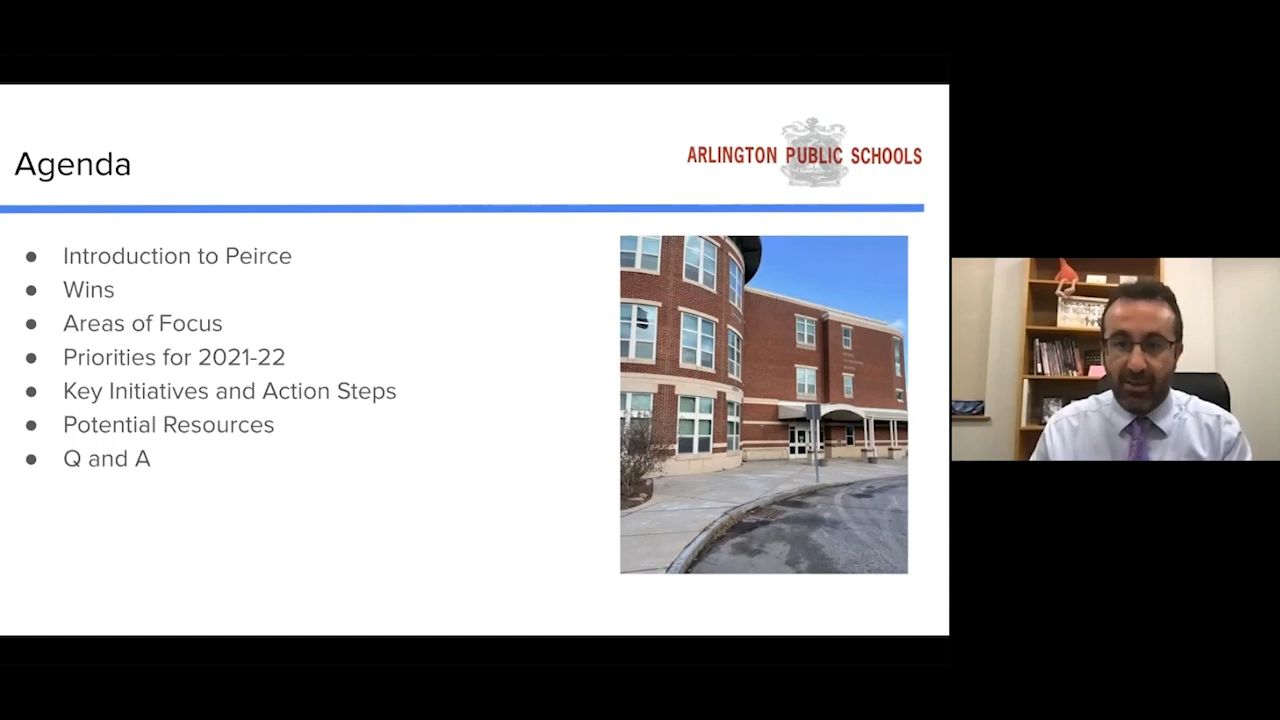 Agenda
ARLINGTON PUBLIC SCHOOLS
● Introduction to Peirce
● Wins
● Areas of Focus
● Priorities for 2021-22
● Key Initiatives and Action Steps
● Potential Resources
● Q and A